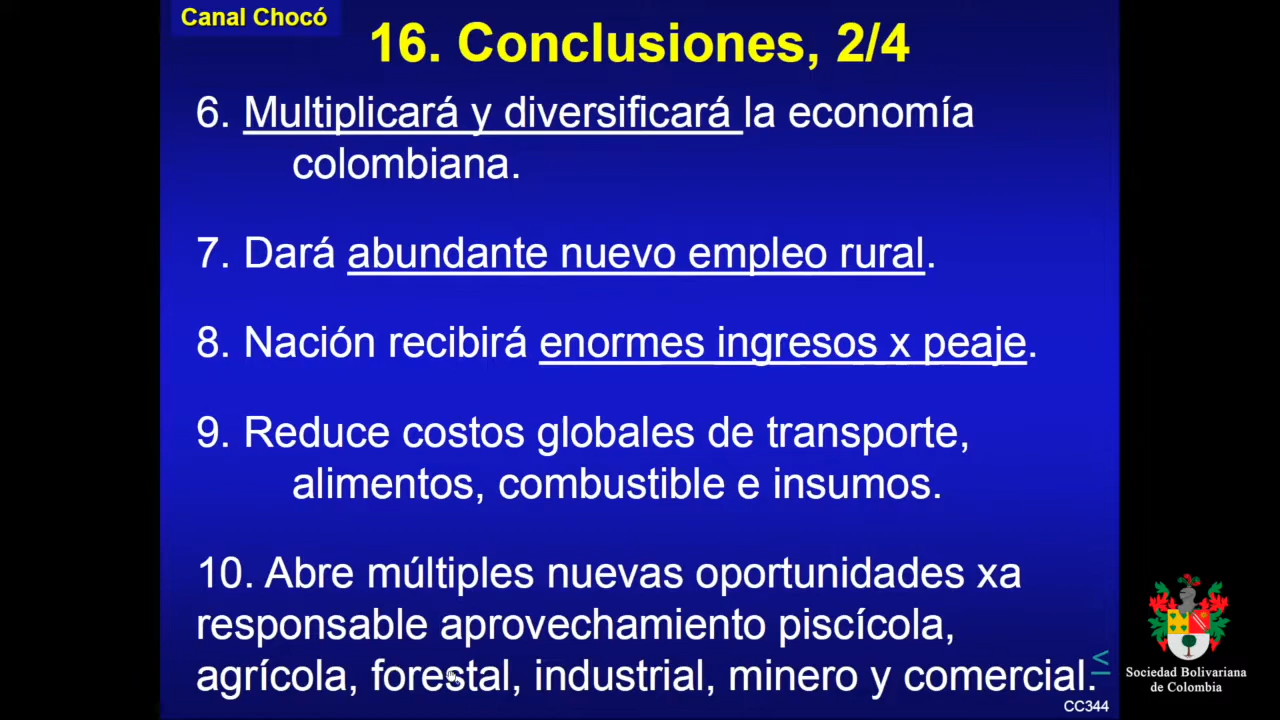 Canal Chocó
16. Conclusiones, 2/4
6. Multiplicará y diversificará la economía
colombiana.
7. Dará abundante nuevo empleo rural.
8. Nación recibirá enormes ingresos x peaje.
9. Reduce costos globales de transporte,
alimentos, combustible e insumos.
10. Abre múltiples nuevas oportunidades xa
responsable aprovechamiento piscícola,
agrícola, forestal, industrial, minero y comercial.
<
CC344
Sociedad Bolivariana
de Colombia